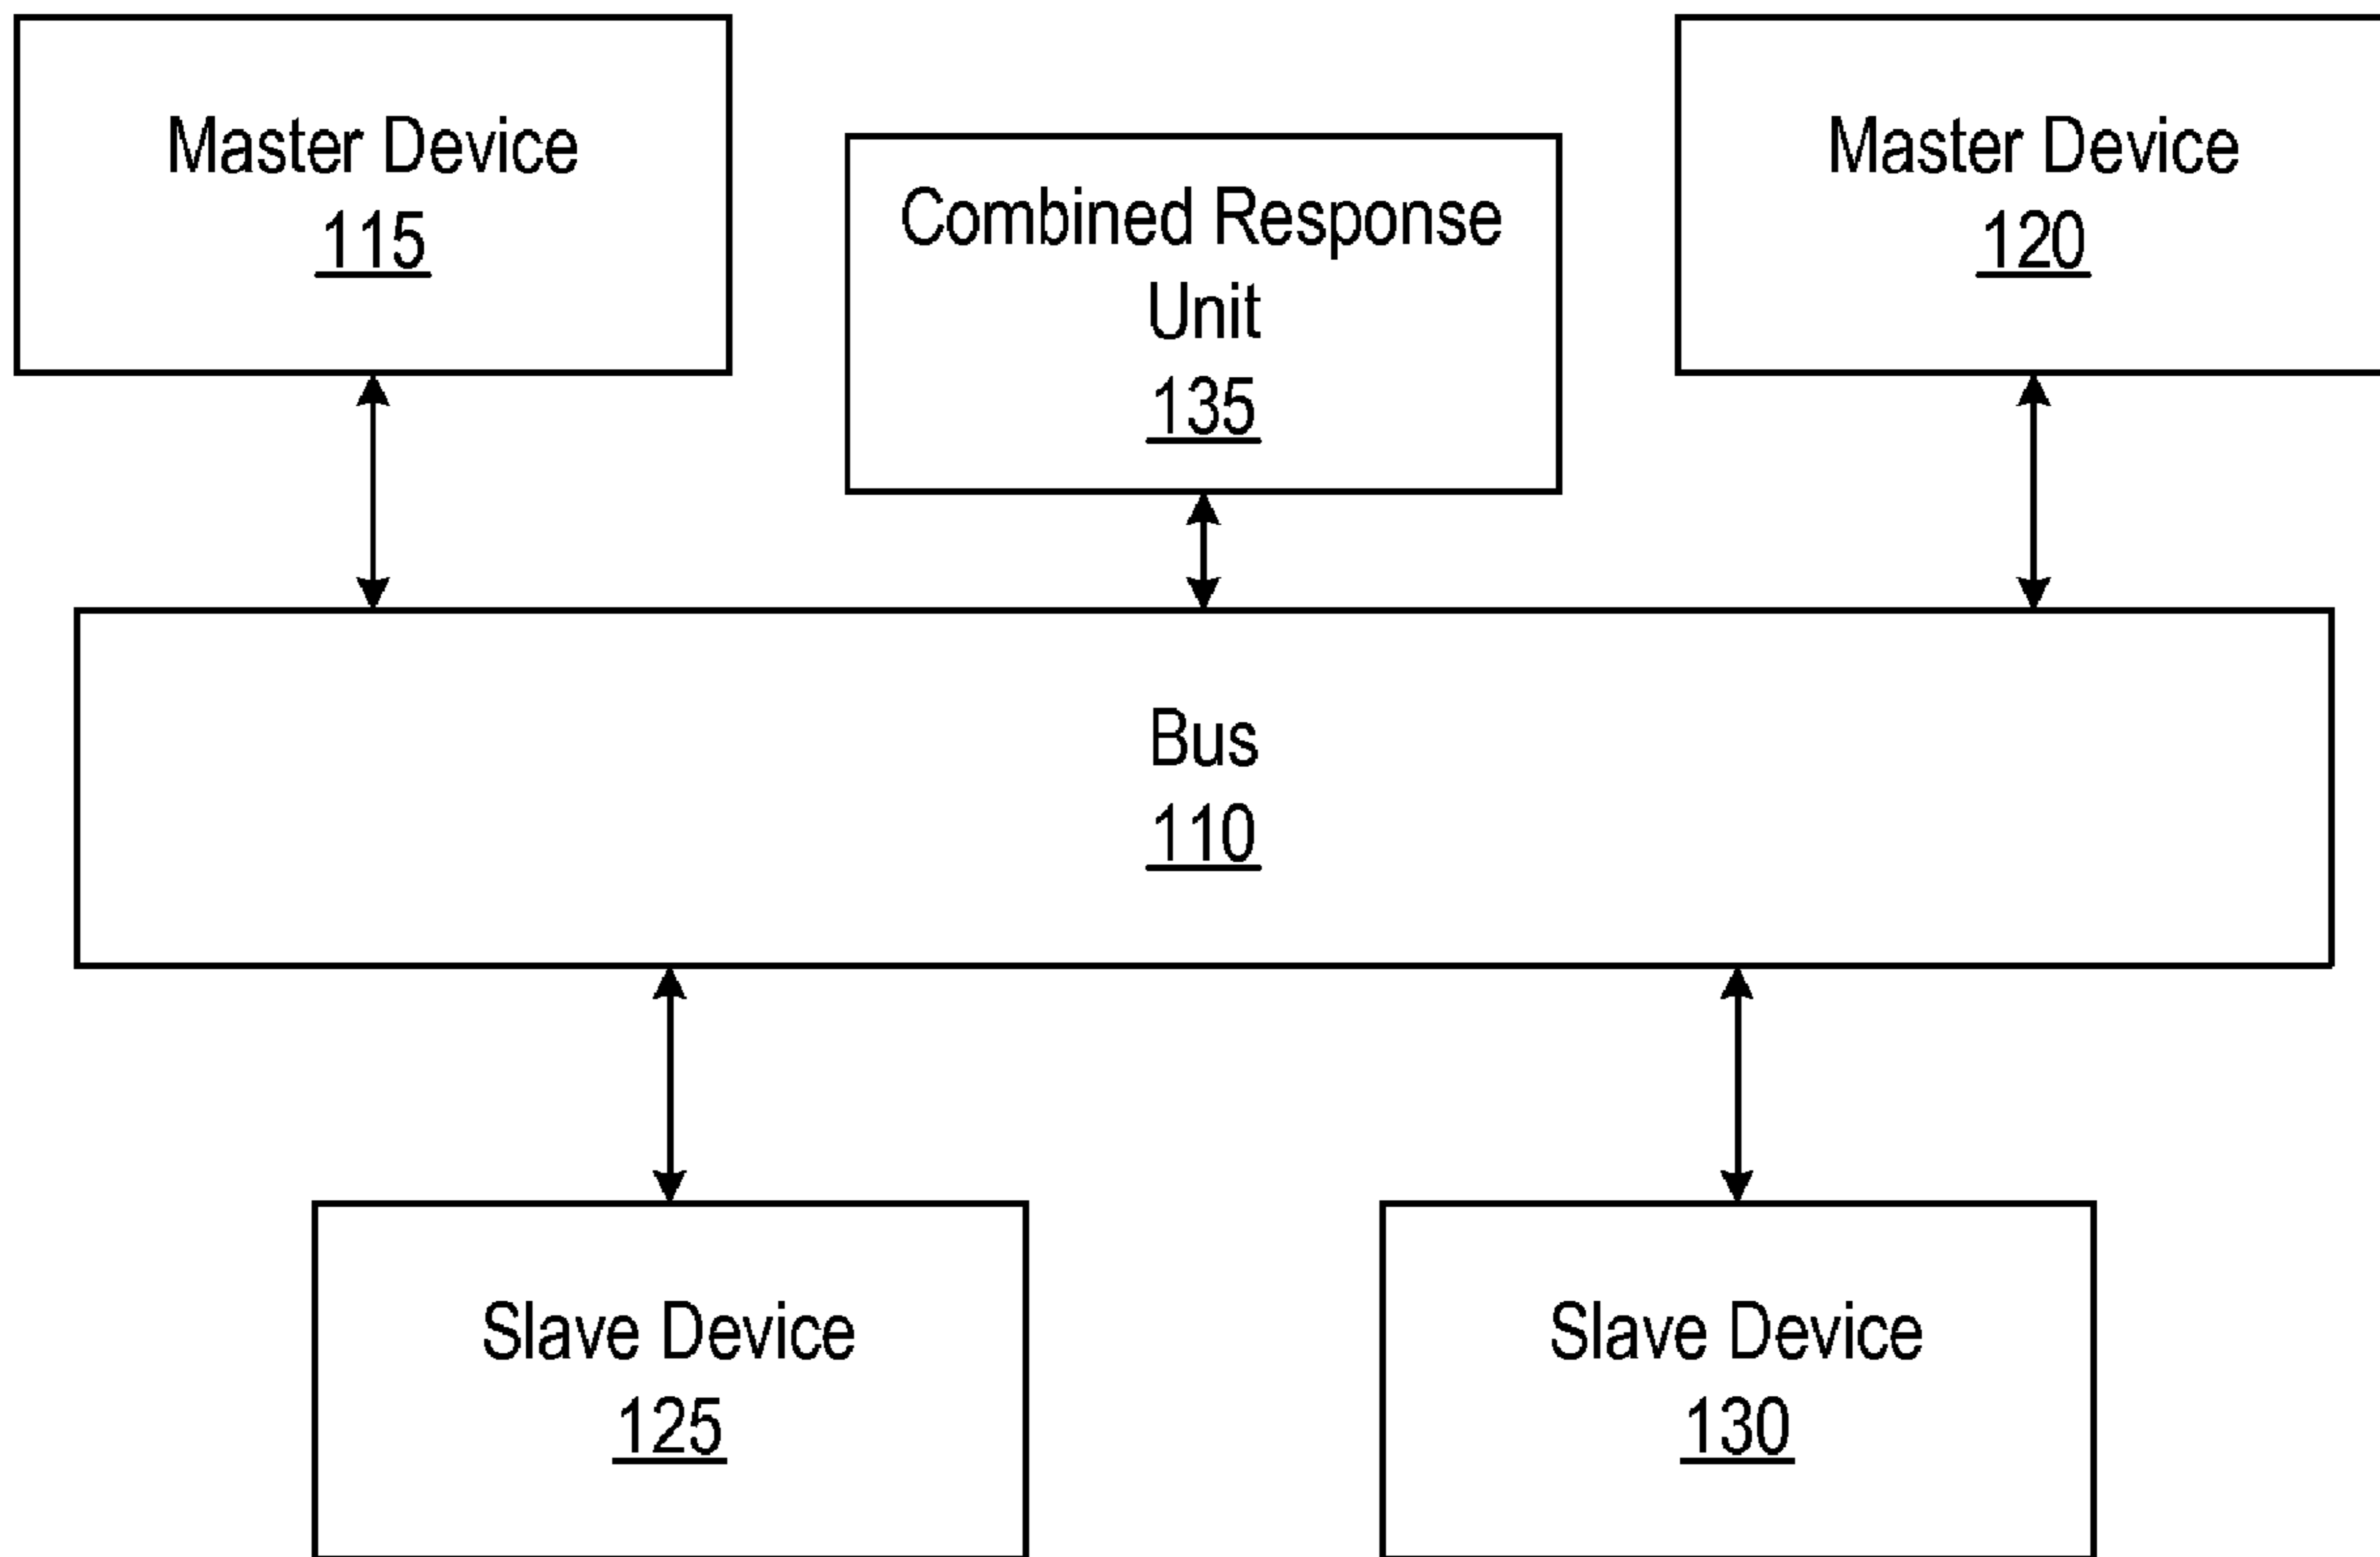 Master Device
115
Combined Response
Unit
135
Master Device
120
Bus
110
Slave Device
125
Slave Device
130